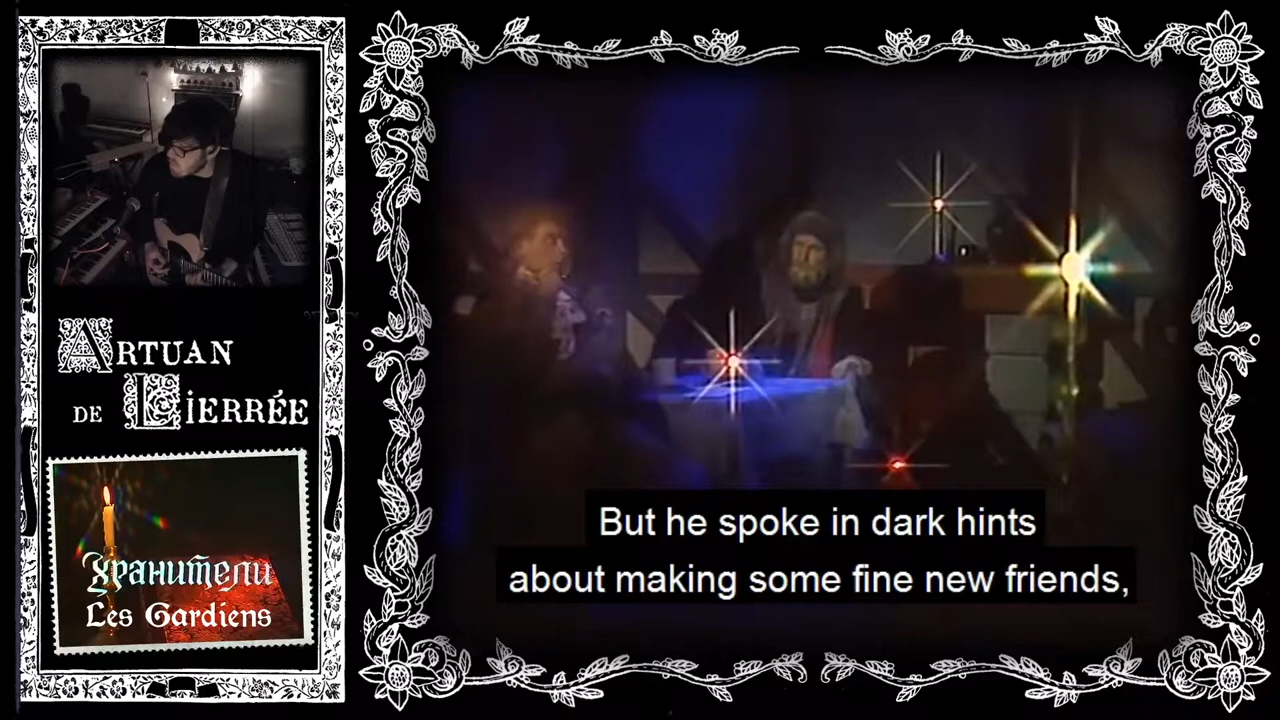 ARTUAN
DE LiERRÉE
Хранители
Les Gardiens
But he spoke in dark hints
about making some fine new friends,